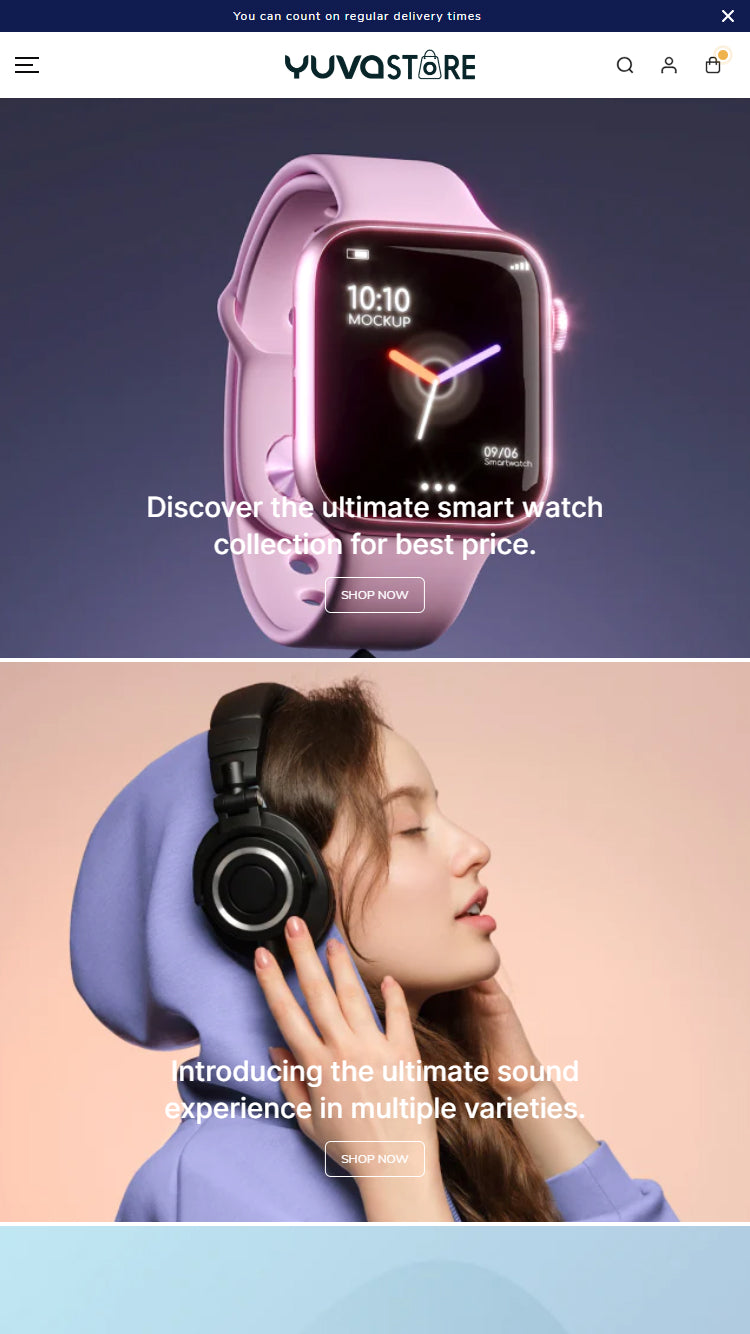 You can count on regular delivery times
YUVASTORE
10:10
MOCKUP
09/06
Smartwatch
Discover the ultimate smart watch
collection for best price.
SHOP NOW
Introducing the ultimate sound
experience in multiple varieties.
SHOP NOW